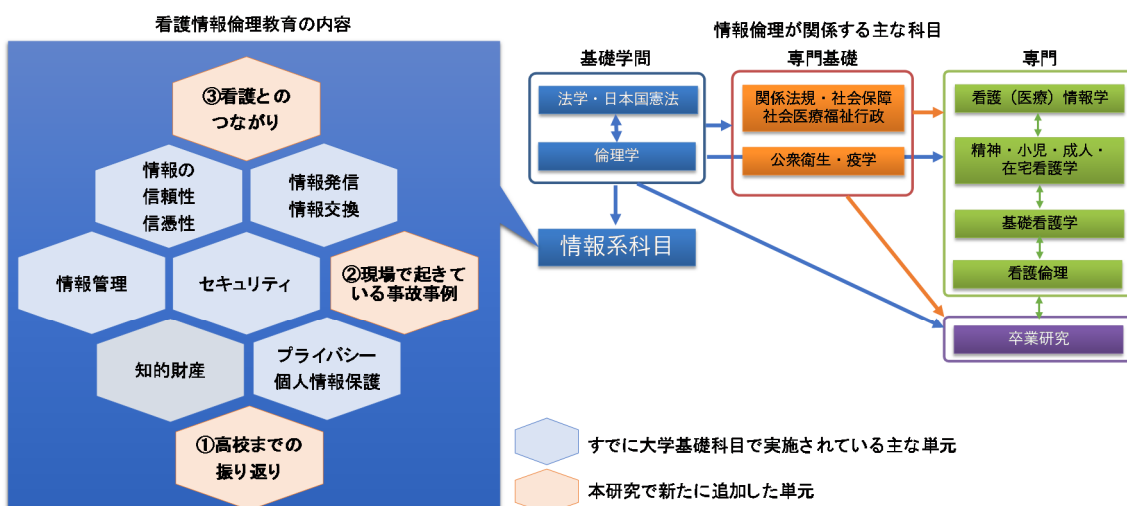 看護情報倫理教育の内容
③看護との
つながり
情報の
信頼性
信憑性
情報発信
情報交換
情報管理
セキュリティ
②現場で起きて
いる事故事例
知的財産
プライバシー
個人情報保護
①高校までの
振り返り
情報倫理が関係する主な科目
基礎学問
法学・日本国憲法
倫理学
情報系科目
専門基礎
関係法規・社会保障
社会医療福祉行政
公衆衛生・疫学
専門
看護（医療）情報学
精神・小児・成人・
在宅看護学
基礎看護学
看護倫理
卒業研究
すでに大学基礎科目で実施されている主な単元
本研究で新たに追加した単元